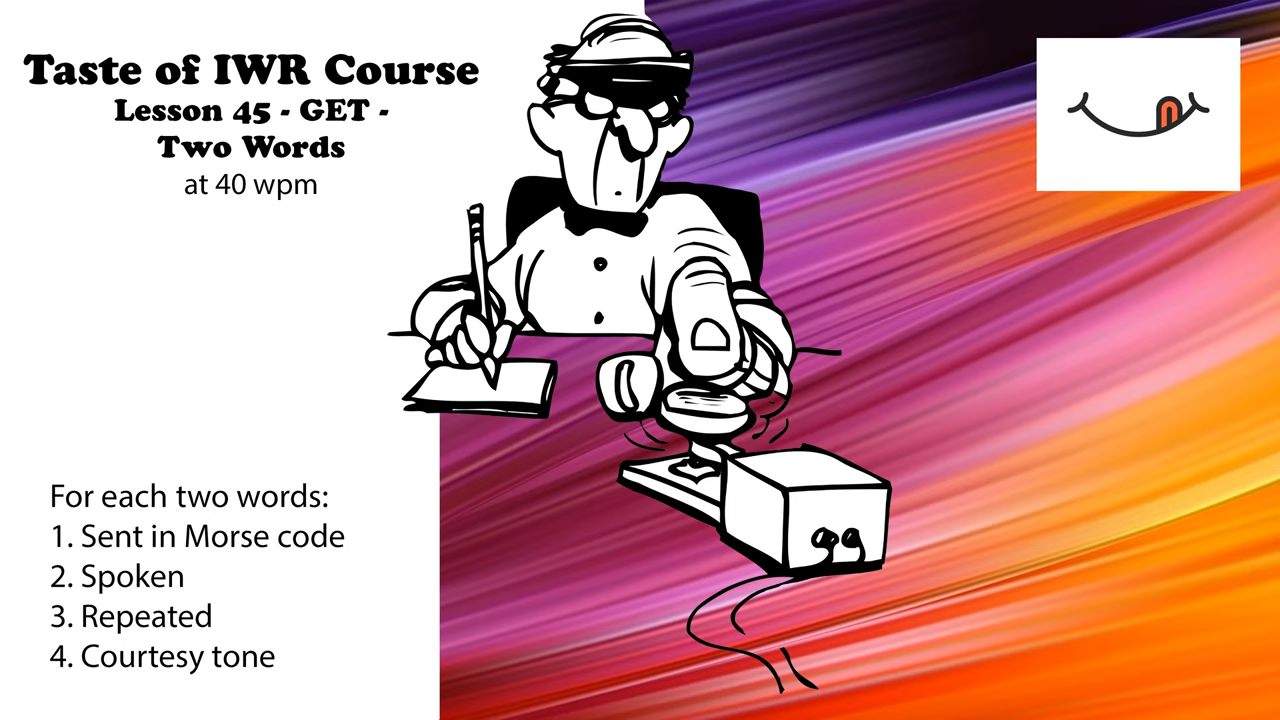 Taste of IWR Course
Lesson 45 - GET -
Two Words
at 40 wpm
For each two words:
1. Sent in Morse code
2. Spoken
3. Repeated
4. Courtesy tone